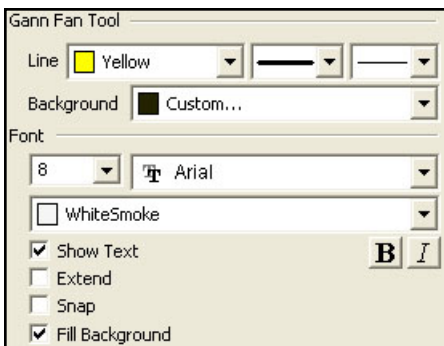 Gann Fan Tool
Line Yellow
Background Custom...
Font
8 Arial
WhiteSmoke
Show Text B I
Extend
Snap
Fill Background